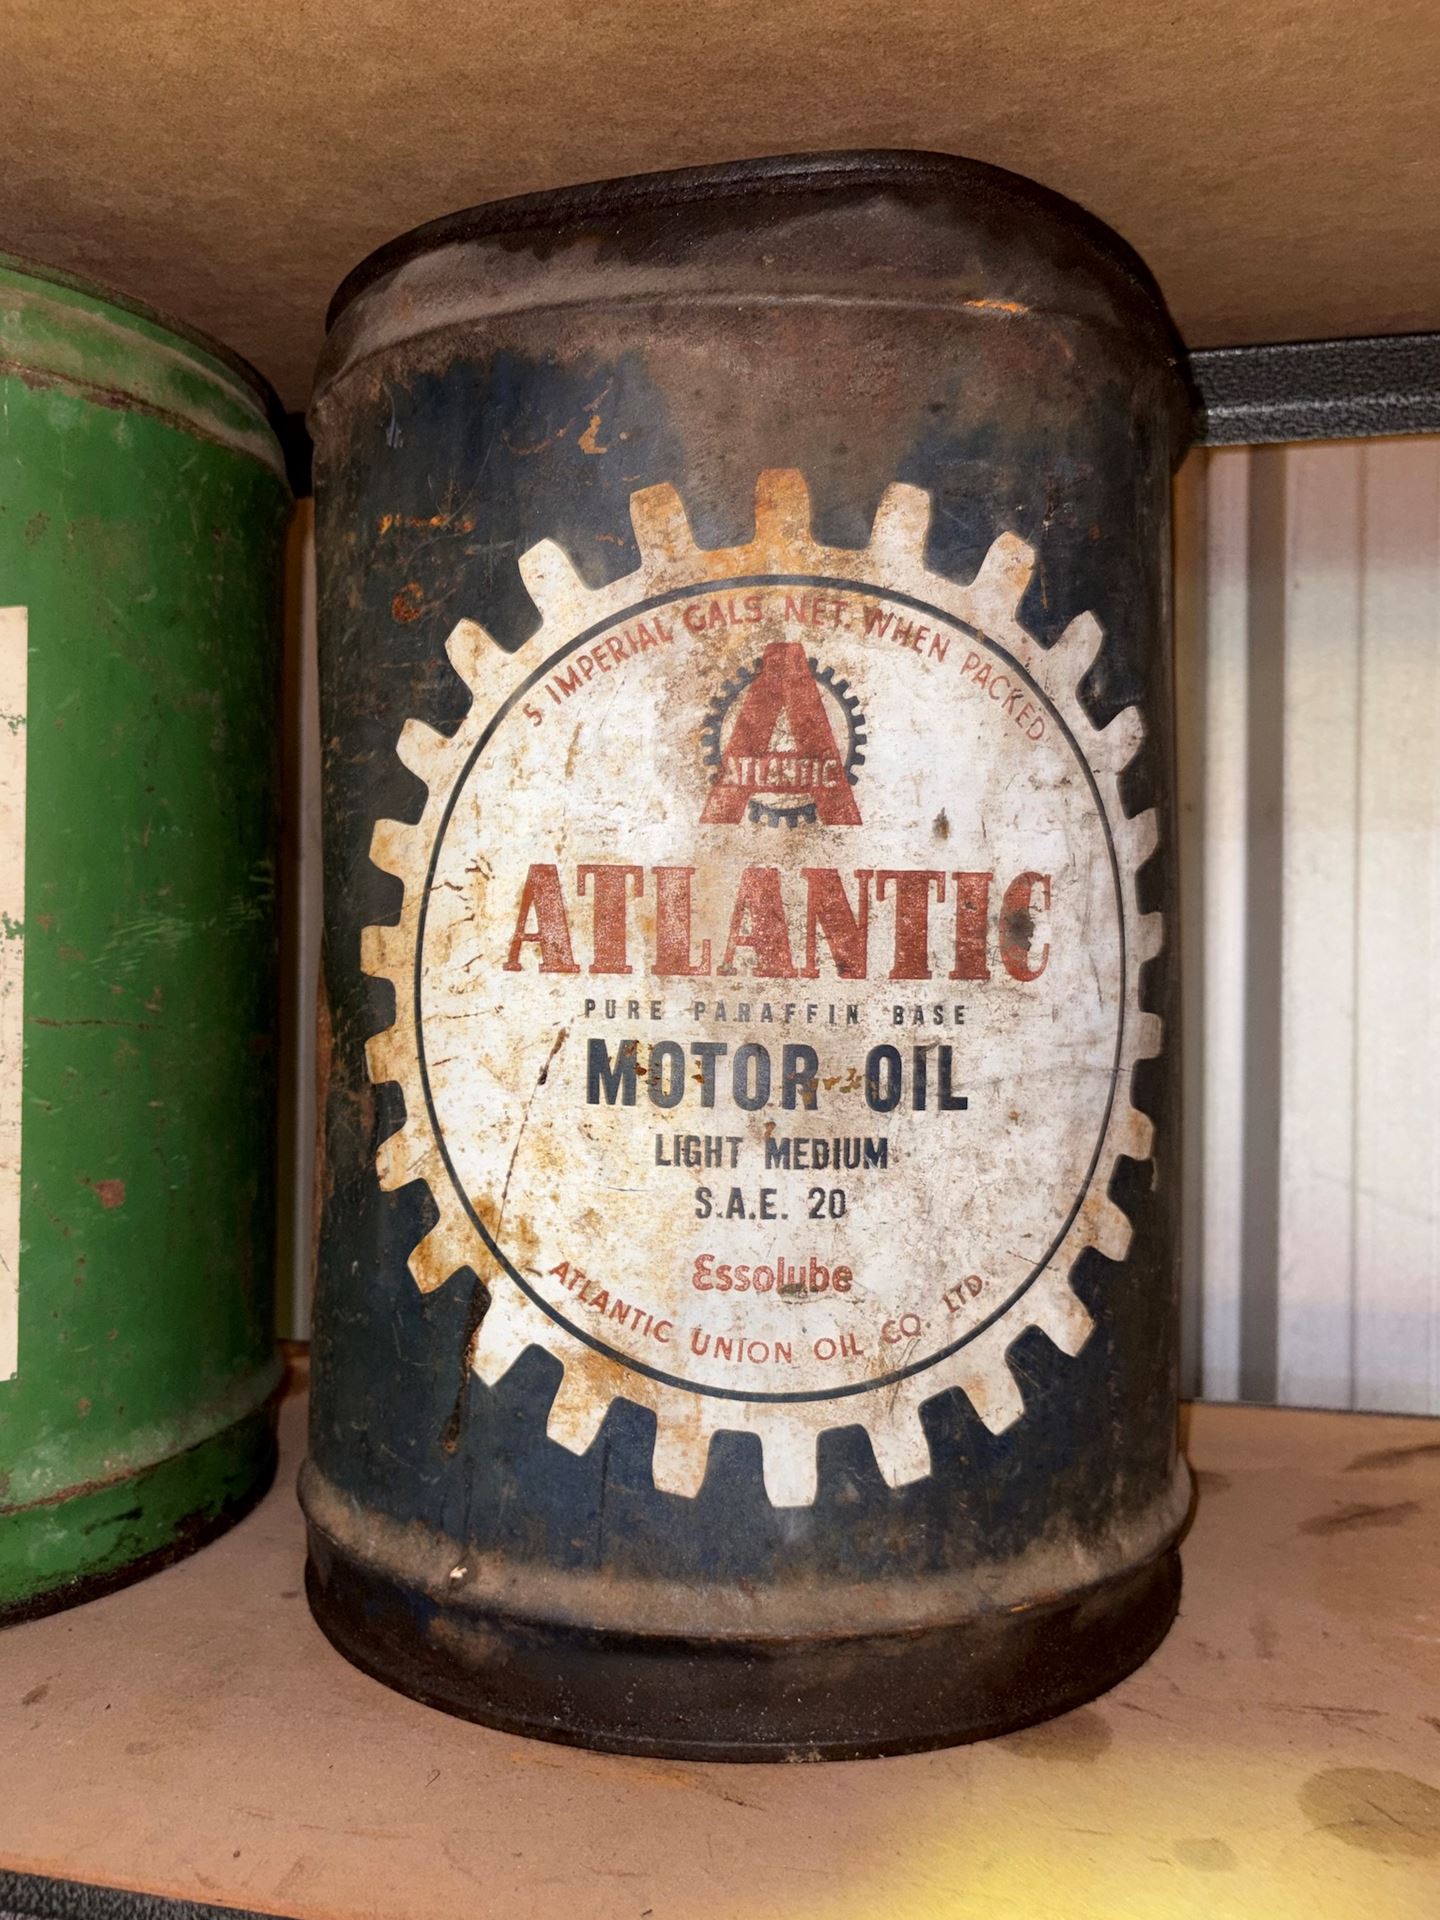 5 IMPERIAL GALS. NET. WHEN PACKED
A
ATLANTIC
ATLANTIC
PURE PARAFFIN BASE
MOTOR OIL
LIGHT MEDIUM
S.A.E. 20
Essolube
ATLANTIC UNION OIL CO. LTD.